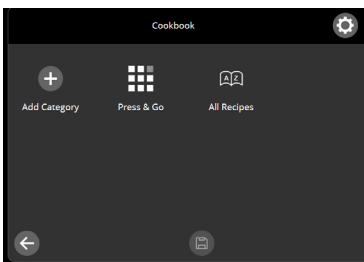 Cookbook
Add Category
Press & Go
A Z
All Recipes